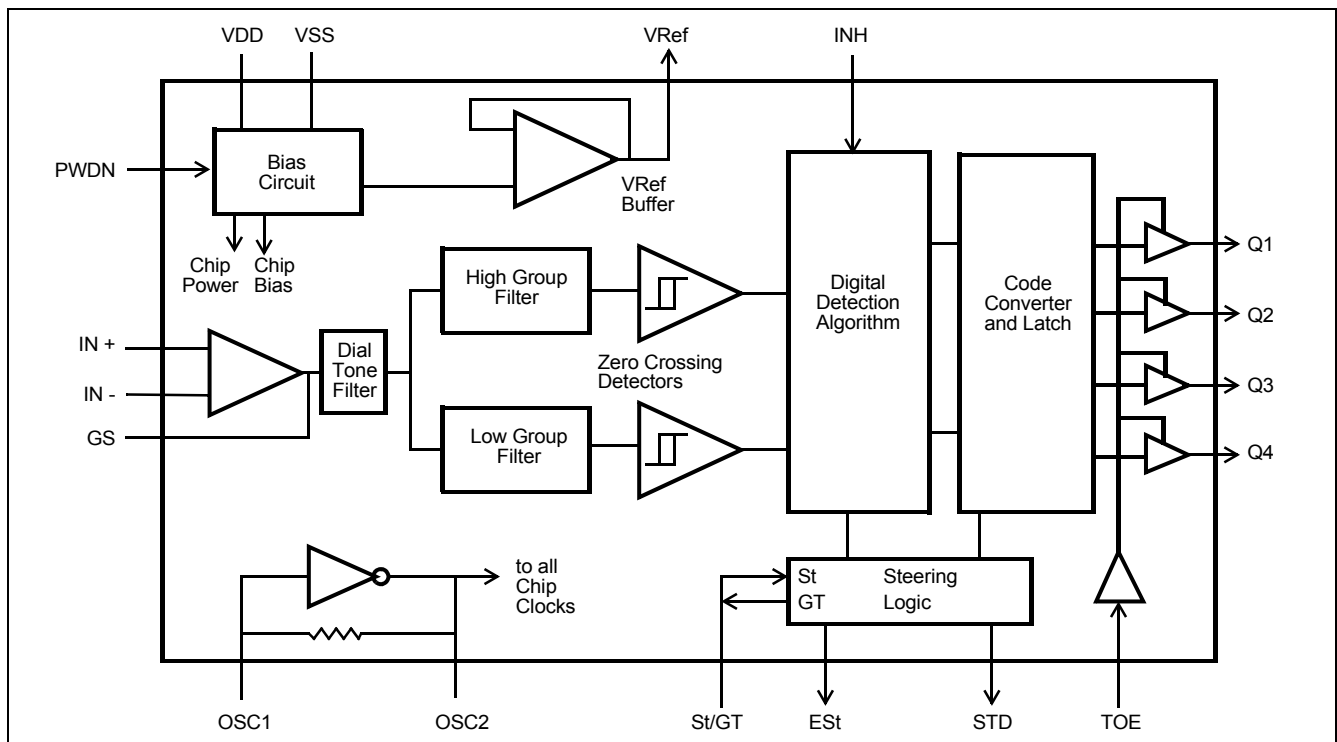 VDD
VSS
VRef
INH
PWDN
Bias
Circuit
VRef
Buffer
Chip
Power
Chip
Bias
High Group
Filter
Digital
Detection
Algorithm
Code
Converter
and Latch
Q1
Q2
Q3
Q4
IN +
IN -
GS
Dial
Tone
Filter
Zero Crossing
Detectors
Low Group
Filter
to all
Chip
Clocks
St Steering
GT Logic
OSC1
OSC2
St/GT
ESt
STD
TOE